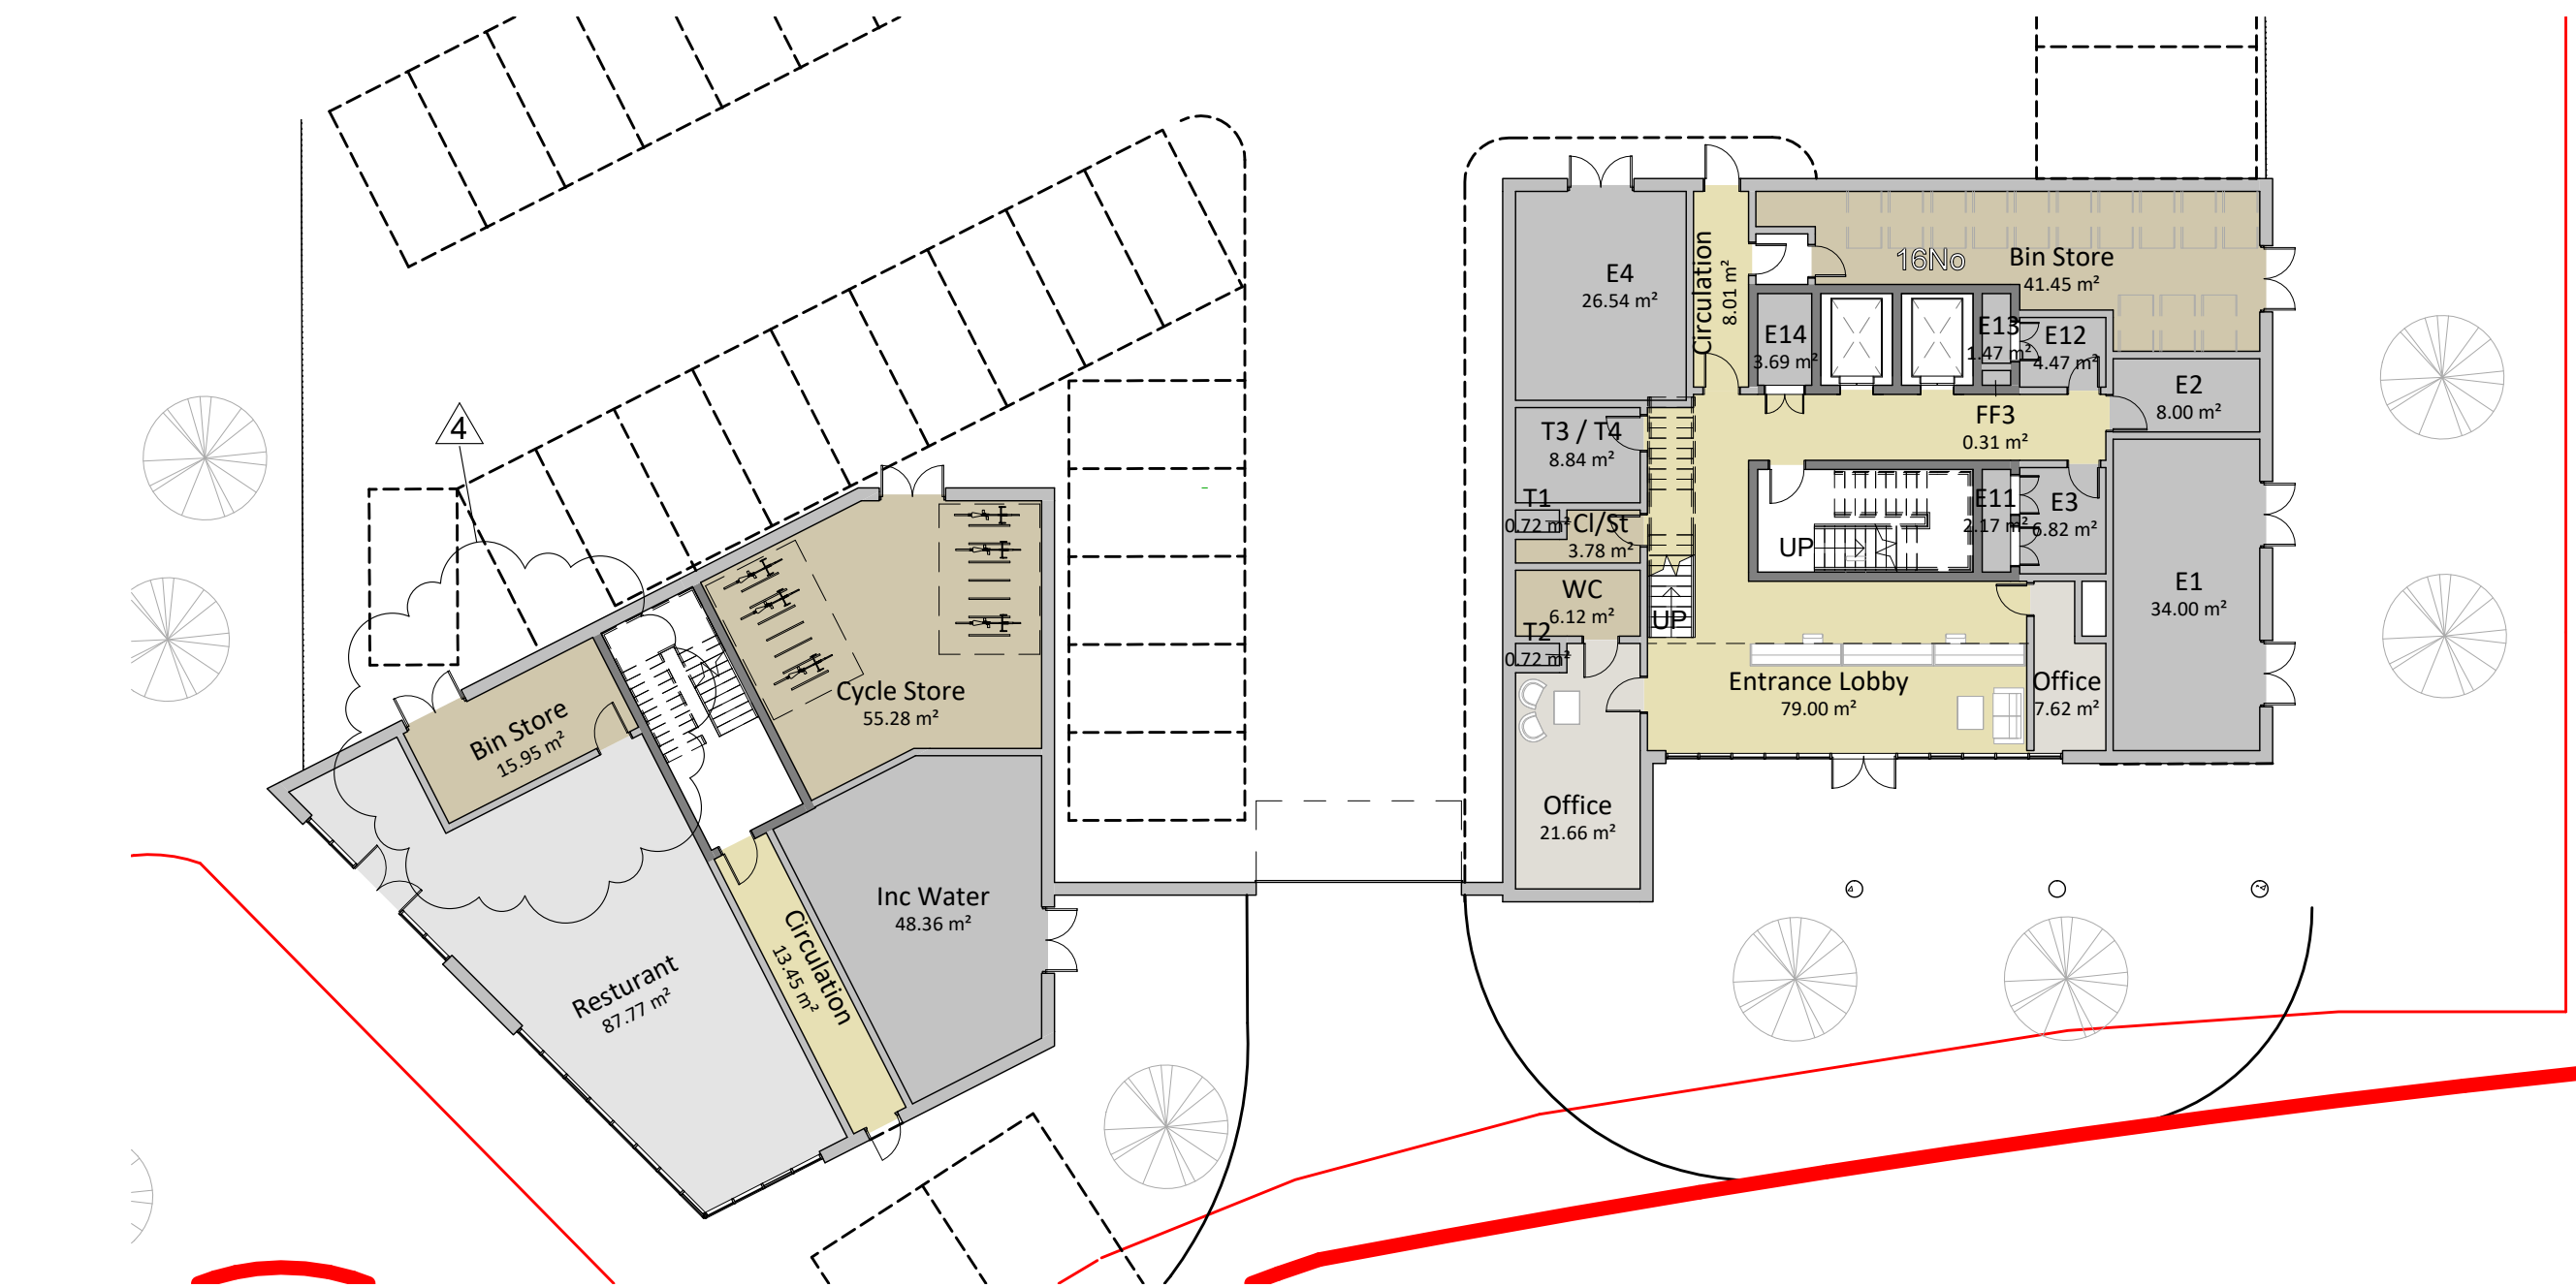 4
Bin Store
15.95 m²
Cycle Store
55.28 m²
Resturant
87.77 m²
Circulation
13.45 m²
Inc Water
48.36 m²
E4
26.54 m²
Circulation
8.01 m²
16No
Bin Store
41.45 m²
E14
3.69 m²
E13
1.47 m²
E12
4.47 m²
E2
8.00 m²
FF3
0.31 m²
T3 / T4
8.84 m²
T1
0.72 m²
Cl/St
3.78 m²
UP
E11
2.17 m²
E3
6.82 m²
E1
34.00 m²
WC
6.12 m²
UP
T2
0.72 m²
Entrance Lobby
79.00 m²
Office
7.62 m²
Office
21.66 m²